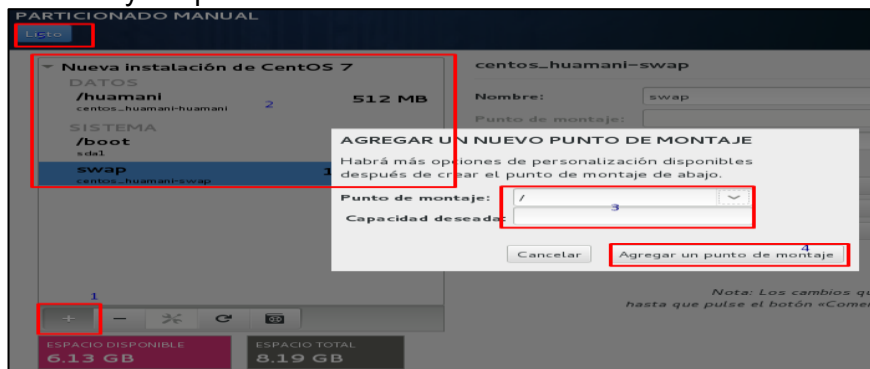 PARTICIONADO MANUAL
Listo
Nueva instalación de CentOS 7
DATOS
/huamani
centos_huamani-huamani
2
512 MB
SISTEMA
/boot
sda1
swap
centos_huamani-swap
1
centos_huamani-swap
Nombre: swap
Punto de montaje:
AGREGAR UN NUEVO PUNTO DE MONTAJE
Habrá más opciones de personalización disponibles
después de crear el punto de montaje de abajo.
Punto de montaje: /
3
Capacidad deseada:
4
Cancelar Agregar un punto de montaje
Nota: Los cambios qu
hasta que pulse el botón «Comen
1
+ −
ESPACIO DISPONIBLE
6.13 GB
ESPACIO TOTAL
8.19 GB